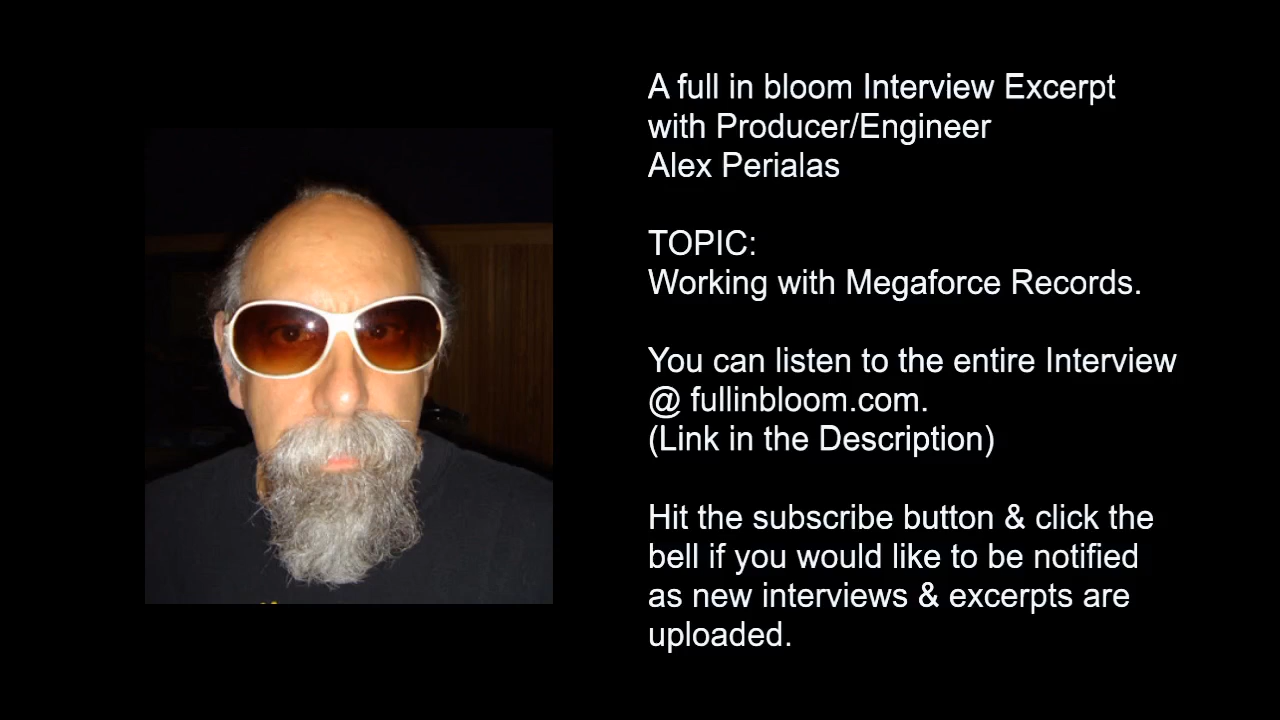 A full in bloom Interview Excerpt
with Producer/Engineer
Alex Perialas
TOPIC:
Working with Megaforce Records.
You can listen to the entire Interview
@ fullinbloom.com.
(Link in the Description)
Hit the subscribe button & click the
bell if you would like to be notified
as new interviews & excerpts are
uploaded.